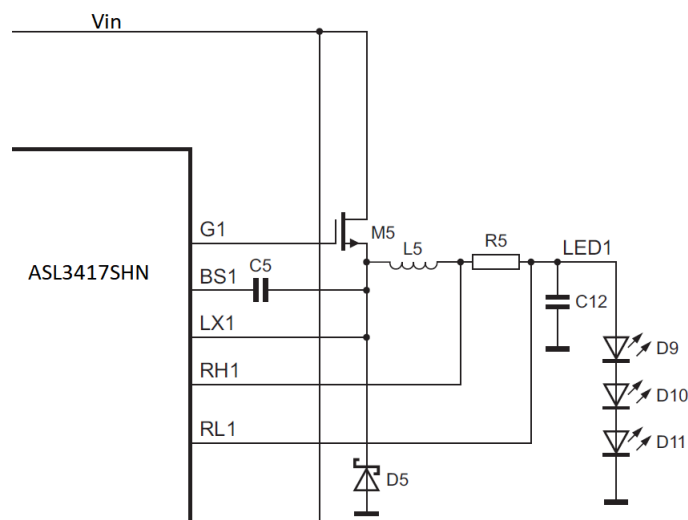 Vin
G1
M5
L5
R5
LED1
ASL3417SHN
BS1
C5
C12
LX1
D9
RH1
D10
RL1
D11
D5